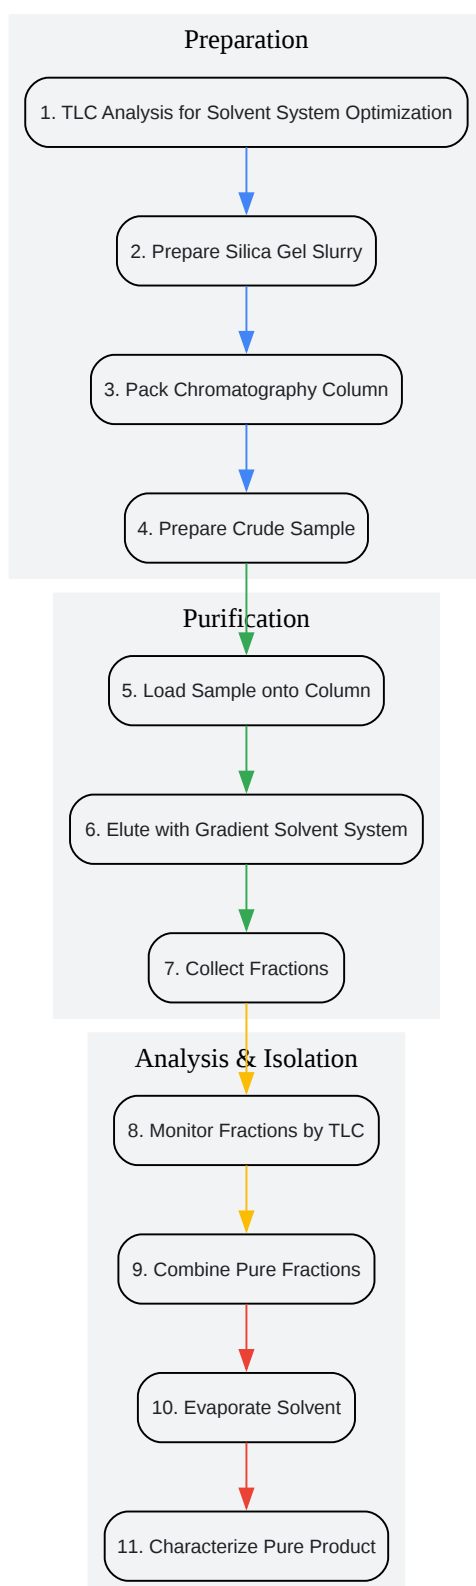 Preparation
1. TLC Analysis for Solvent System Optimization
2. Prepare Silica Gel Slurry
3. Pack Chromatography Column
4. Prepare Crude Sample
Purification
5. Load Sample onto Column
6. Elute with Gradient Solvent System
7. Collect Fractions
Analysis & Isolation
8. Monitor Fractions by TLC
9. Combine Pure Fractions
10. Evaporate Solvent
11. Characterize Pure Product